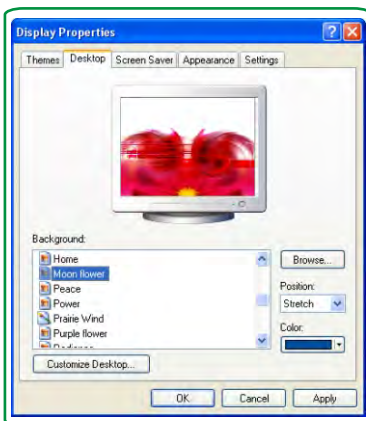 Display Properties
Themes Desktop Screen Saver Appearance Settings
Background:
Home
Moon flower
Peace
Power
Prairie Wind
Purple flower
Radiance
Browse...
Position:
Stretch
Color:
Customize Desktop...
OK Cancel Apply